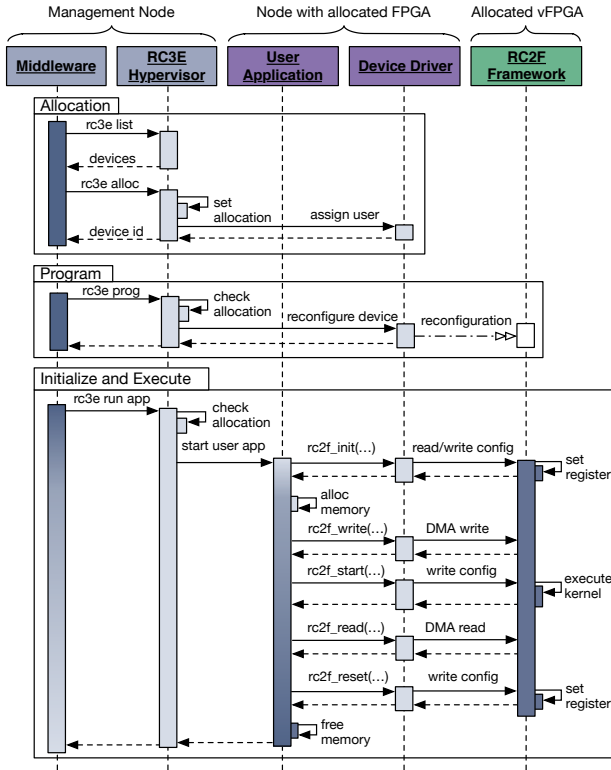 Management Node
Node with allocated FPGA
Allocated vFPGA
Middleware
RC3E
Hypervisor
User
Application
Device Driver
RC2F
Framework
Allocation
rc3e list
devices
rc3e alloc
set
allocation
assign user
device id
Program
rc3e prog
check
allocation
reconfigure device
reconfiguration
Initialize and Execute
rc3e run app
check
allocation
start user app
rc2f_init(...)
read/write config
set
register
alloc
memory
rc2f_write(...)
DMA write
rc2f_start(...)
write config
execute
kernel
rc2f_read(...)
DMA read
rc2f_reset(...)
write config
set
register
free
memory